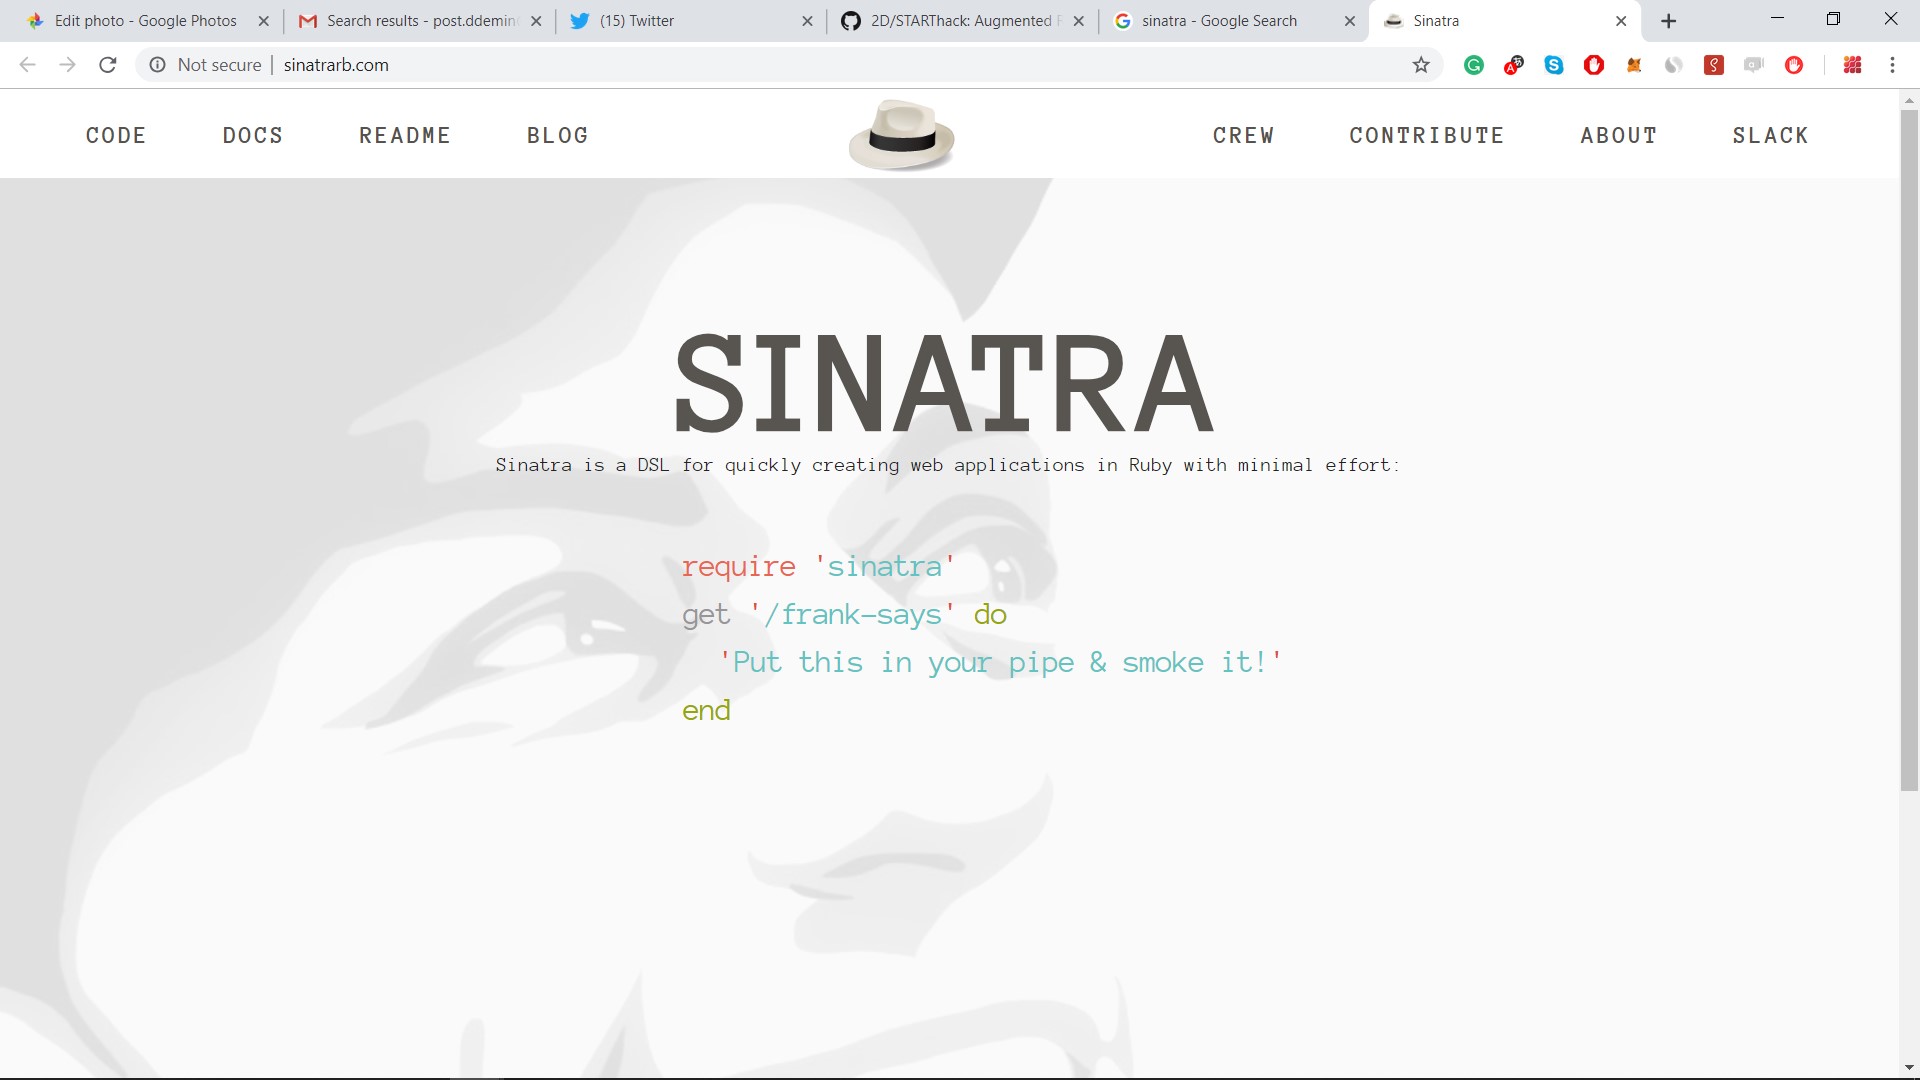 Edit photo - Google Photos
Search results - post.ddemin
(15) Twitter
2D/STARThack: Augmented
sinatra - Google Search
Sinatra
Not secure | sinatrarb.com
CODE DOCS README BLOG CREW CONTRIBUTE ABOUT SLACK
SINATRA
Sinatra is a DSL for quickly creating web applications in Ruby with minimal effort:
require 'sinatra'
get '/frank-says' do
'Put this in your pipe & smoke it!'
end